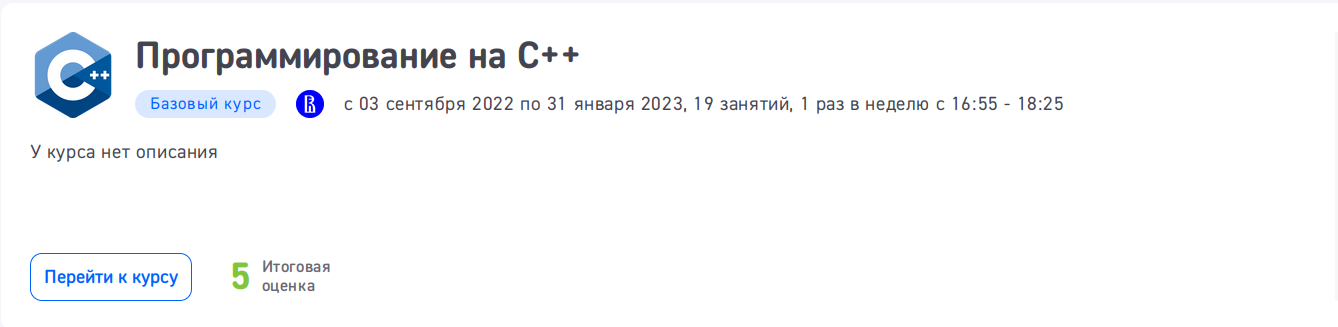 C++
Программирование на C++
Базовый курс
с 03 сентября 2022 по 31 января 2023, 19 занятий, 1 раз в неделю с 16:55 - 18:25
У курса нет описания
Перейти к курсу
5
Итоговая
оценка